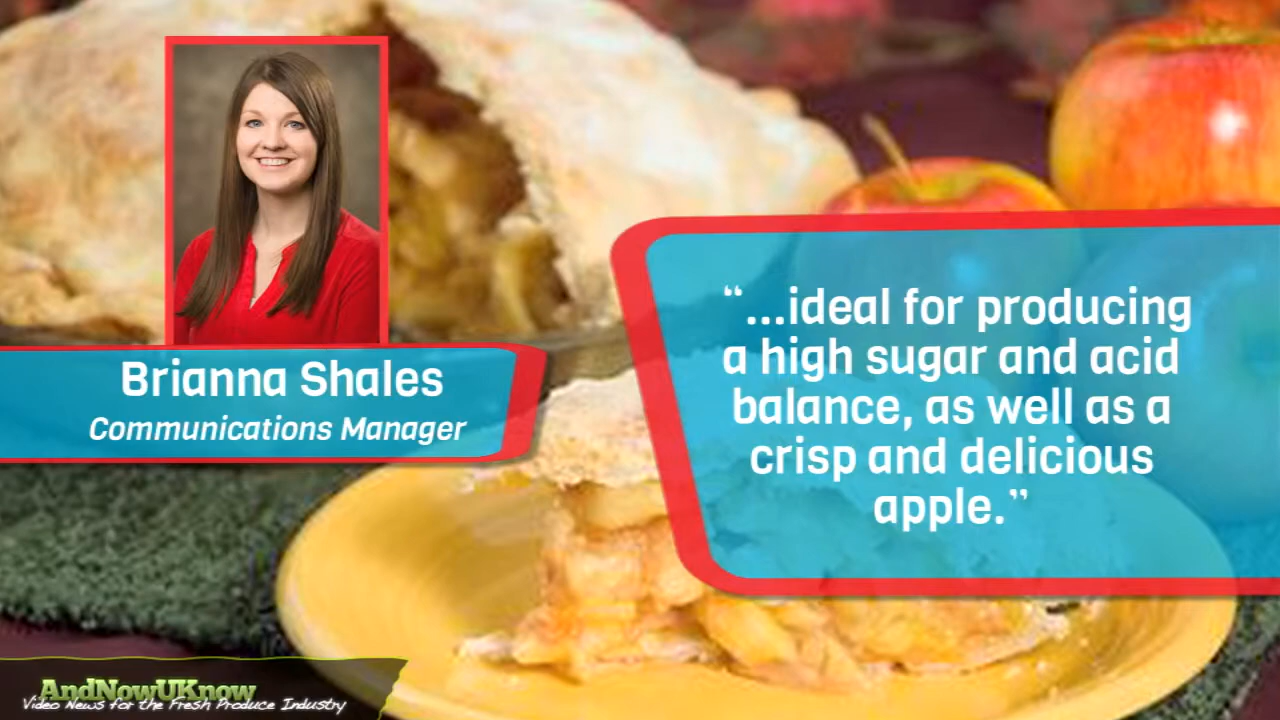 Brianna Shales
Communications Manager
“...ideal for producing
a high sugar and acid
balance, as well as a
crisp and delicious
apple.”
AndNowUKnow
Video News for the Fresh Produce Industry